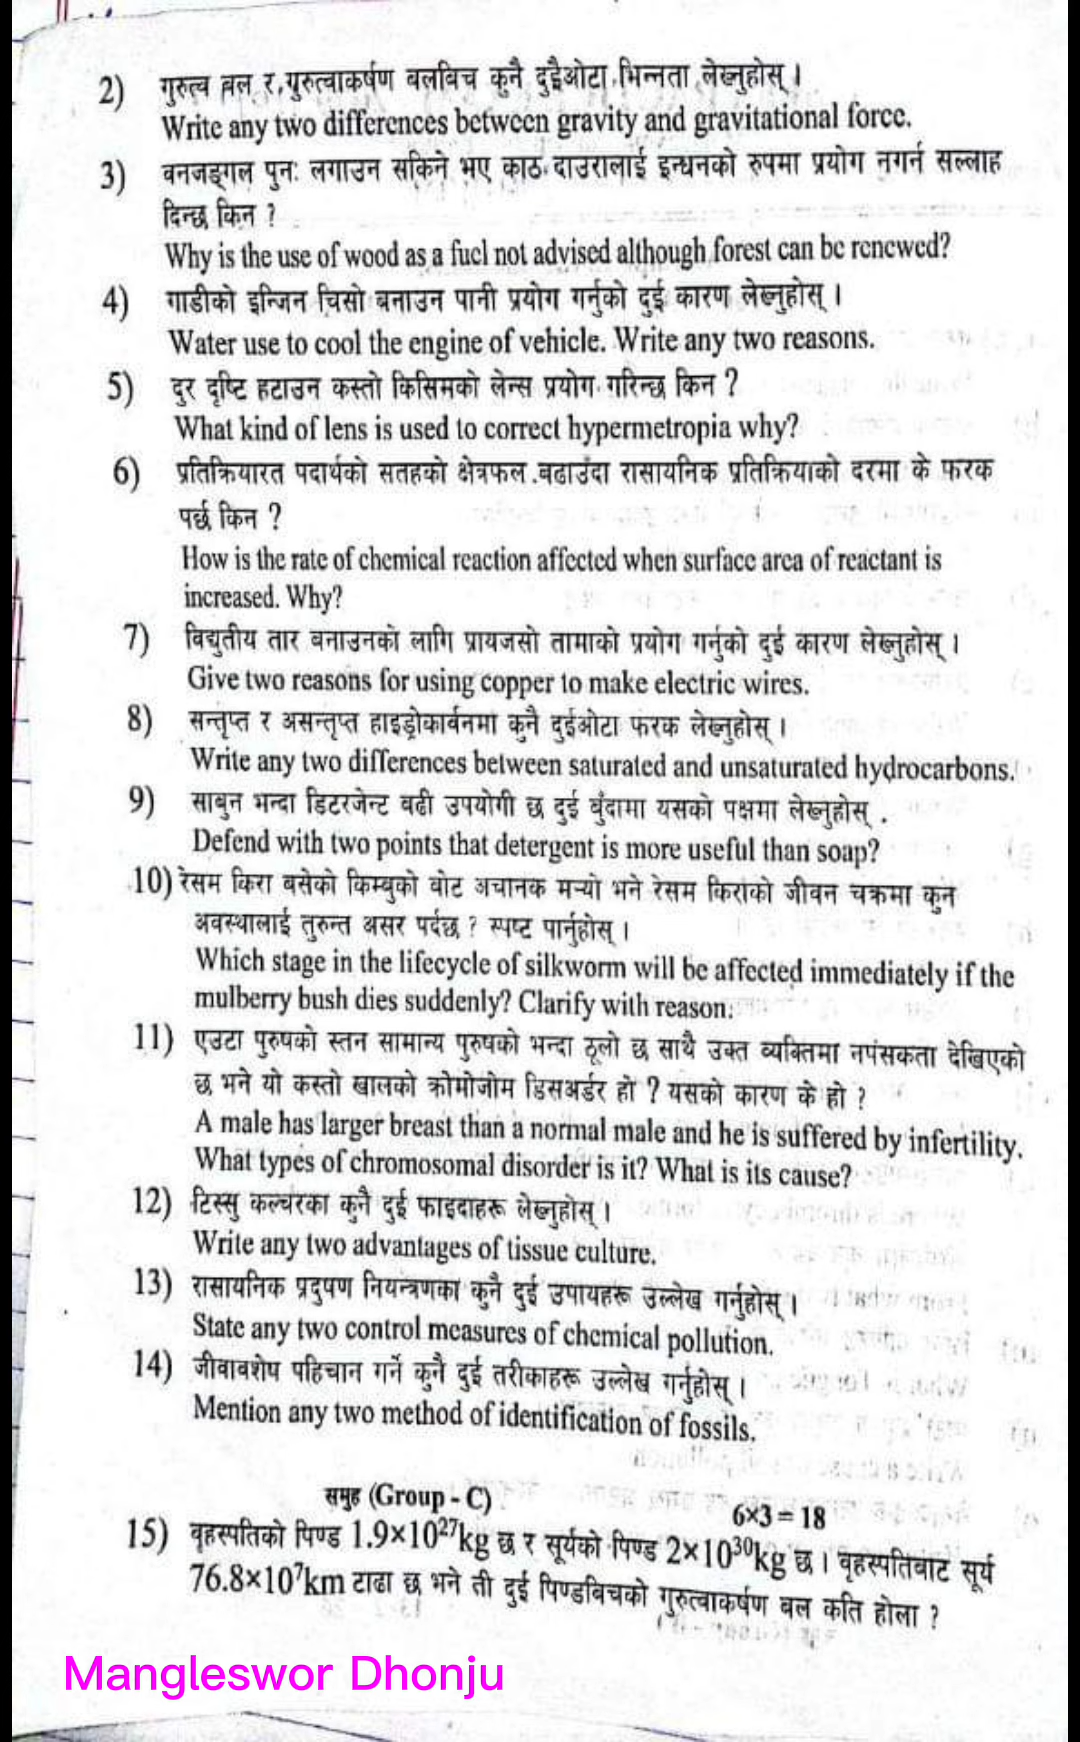 2) गुरुत्व बल र गुरुत्वाकर्षण बलबिच कुनै दुईओटा भिन्नता लेख्नुहोस् ।
Write any two differences between gravity and gravitational force.
3) वनजङ्गल पुनः लगाउन सकिने भए काठ दाउरालाई इन्धनको रुपमा प्रयोग नगर्न सल्लाह
दिन्छ किन ?
Why is the use of wood as a fuel not advised although forest can be renewed?
4) गाडीको इन्जिन चिसो बनाउन पानी प्रयोग गर्नुको दुई कारण लेख्नुहोस् ।
Water use to cool the engine of vehicle. Write any two reasons.
5) दुर दृष्टि हटाउन कस्तो किसिमको लेन्स प्रयोग गरिन्छ किन ?
What kind of lens is used to correct hypermetropia why?
6) प्रतिक्रियारत पदार्थको सतहको क्षेत्रफल बढाउँदा रासायनिक प्रतिक्रियाको दरमा के फरक
पर्छ किन ?
How is the rate of chemical reaction affected when surface area of reactant is
increased. Why?
7) विद्युतीय तार बनाउनको लागि प्रायजसो तामाको प्रयोग गर्नुको दुई कारण लेख्नुहोस् ।
Give two reasons for using copper to make electric wires.
8) सन्तृप्त र असन्तृप्त हाइड्रोकार्बनमा कुनै दुईओटा फरक लेख्नुहोस् ।
Write any two differences between saturated and unsaturated hydrocarbons.
9) साबुन भन्दा डिटरजेन्ट बढी उपयोगी छ दुई बुँदामा यसको पक्षमा लेख्नुहोस् .
Defend with two points that detergent is more useful than soap?
10) रेसम किरा बसेको किम्बुको बोट अचानक मर्‍यो भने रेसम किराको जीवन चक्रमा कुन
अवस्थालाई तुरुन्त असर पर्दछ ? स्पष्ट पार्नुहोस् ।
Which stage in the lifecycle of silkworm will be affected immediately if the
mulberry bush dies suddenly? Clarify with reason.
11) एउटा पुरुषको स्तन सामान्य पुरुषको भन्दा ठूलो छ साथै उक्त व्यक्तिमा नपंसकता देखिएको
छ भने यो कस्तो खालको क्रोमोजोम डिसअर्डर हो ? यसको कारण के हो ?
A male has larger breast than a normal male and he is suffered by infertility.
What types of chromosomal disorder is it? What is its cause?
12) टिस्सु कल्चरका कुनै दुई फाइदाहरू लेख्नुहोस् ।
Write any two advantages of tissue culture.
13) रासायनिक प्रदुषण नियन्त्रणका कुनै दुई उपायहरू उल्लेख गर्नुहोस् ।
State any two control measures of chemical pollution.
14) जीवावशेष पहिचान गर्ने कुनै दुई तरीकाहरू उल्लेख गर्नुहोस् ।
Mention any two method of identification of fossils.
समुह (Group - C)
6×3 = 18
15) वृहस्पतिको पिण्ड 1.9×10²⁷kg छ र सूर्यको पिण्ड 2×10³⁰kg छ । वृहस्पतिबाट सूर्य
76.8×10⁷km टाढा छ भने ती दुई पिण्डबिचको गुरुत्वाकर्षण बल कति होला ?
Mangleswor Dhonju